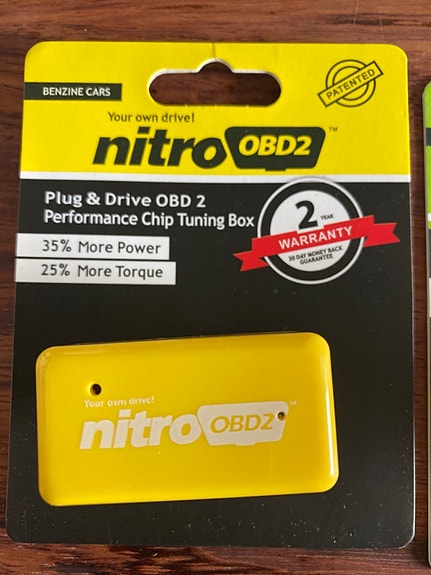 BENZINE CARS
PATENTED
Your own drive!
nitro OBD2 ™
Plug & Drive OBD 2
Performance Chip Tuning Box
35% More Power
25% More Torque
2 YEAR
WARRANTY
30 DAY MONEY BACK
GUARANTEE
Your own drive!
nitro OBD2 ™